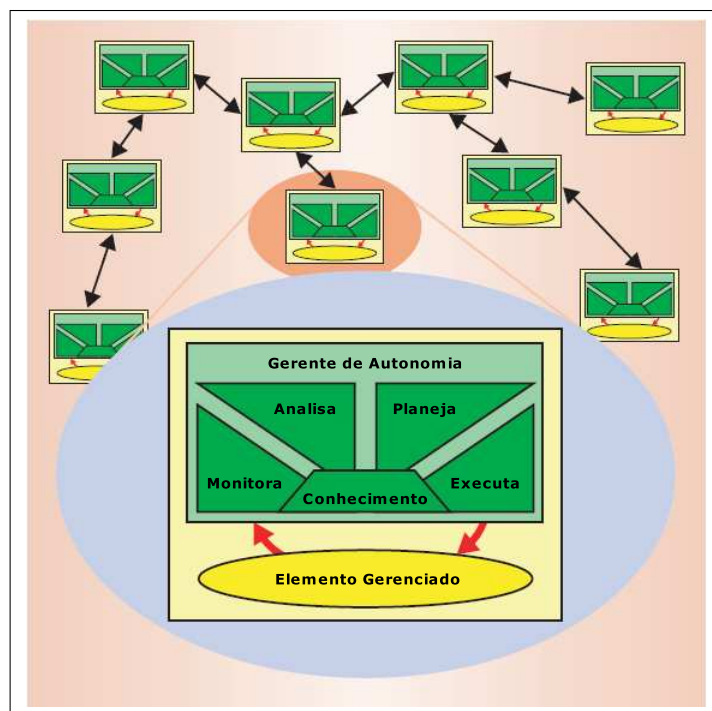 Gerente de Autonomia
Analisa
Planeja
Monitora
Conhecimento
Executa
Elemento Gerenciado